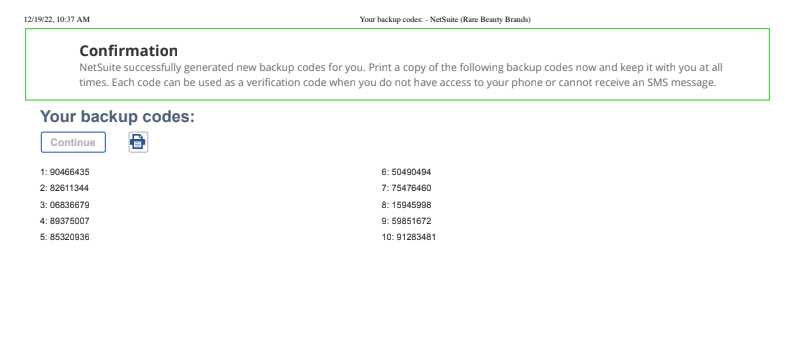 12/19/22, 10:37 AM
Your backup codes: - NetSuite (Rare Beauty Brands)
Confirmation
NetSuite successfully generated new backup codes for you. Print a copy of the following backup codes now and keep it with you at all
times. Each code can be used as a verification code when you do not have access to your phone or cannot receive an SMS message.
Your backup codes:
Continue
1: 90466435
2: 82611344
3: 06836679
4: 89375007
5: 85320936
6: 50490494
7: 75476460
8: 15945998
9: 59851672
10: 91283481